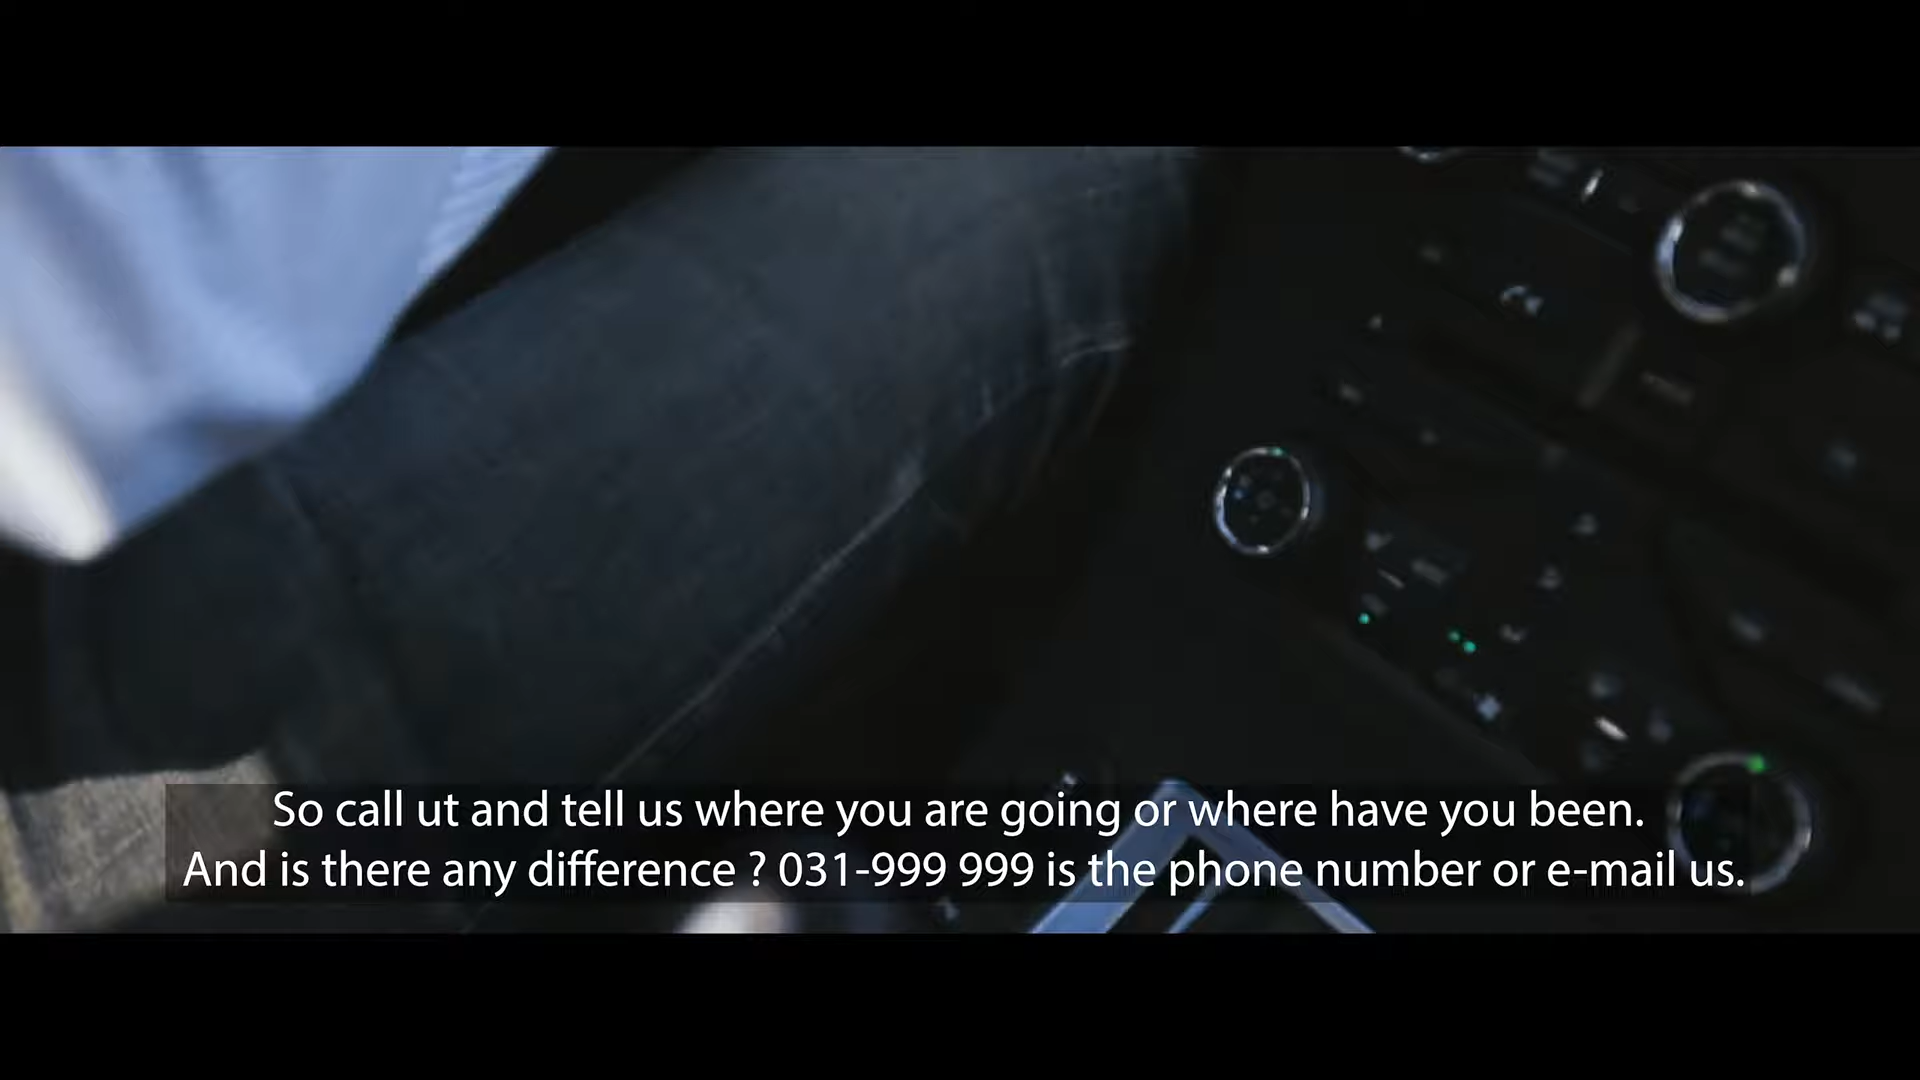 So call ut and tell us where you are going or where have you been.
And is there any difference ? 031-999 999 is the phone number or e-mail us.